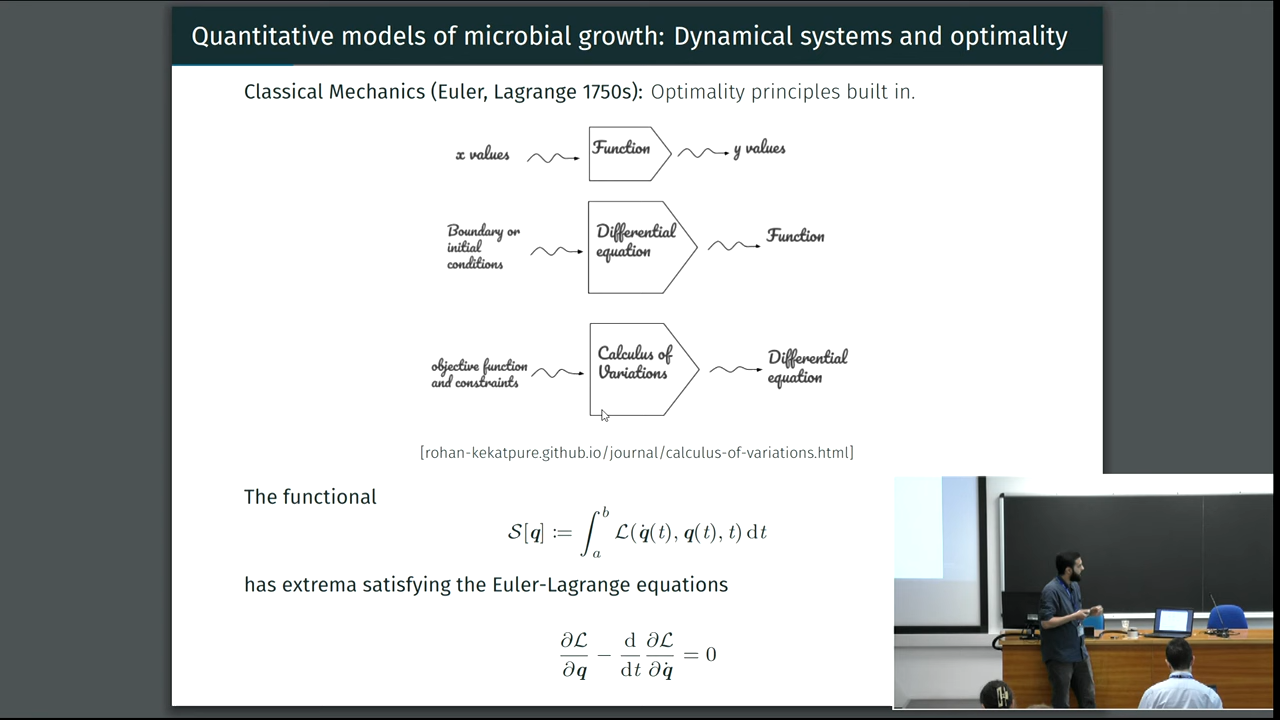 Quantitative models of microbial growth: Dynamical systems and optimality
Classical Mechanics (Euler, Lagrange 1750s): Optimality principles built in.
x values Function y values
Boundary or initial conditions Differential equation Function
objective function and constraints Calculus of Variations Differential equation
[rohan-kekatpure.github.io/journal/calculus-of-variations.html]
The functional
𝒮[q] := ∫_a^b ℒ(q̇(t), q(t), t) dt
has extrema satisfying the Euler-Lagrange equations
∂ℒ/∂q − d/dt ∂ℒ/∂q̇ = 0